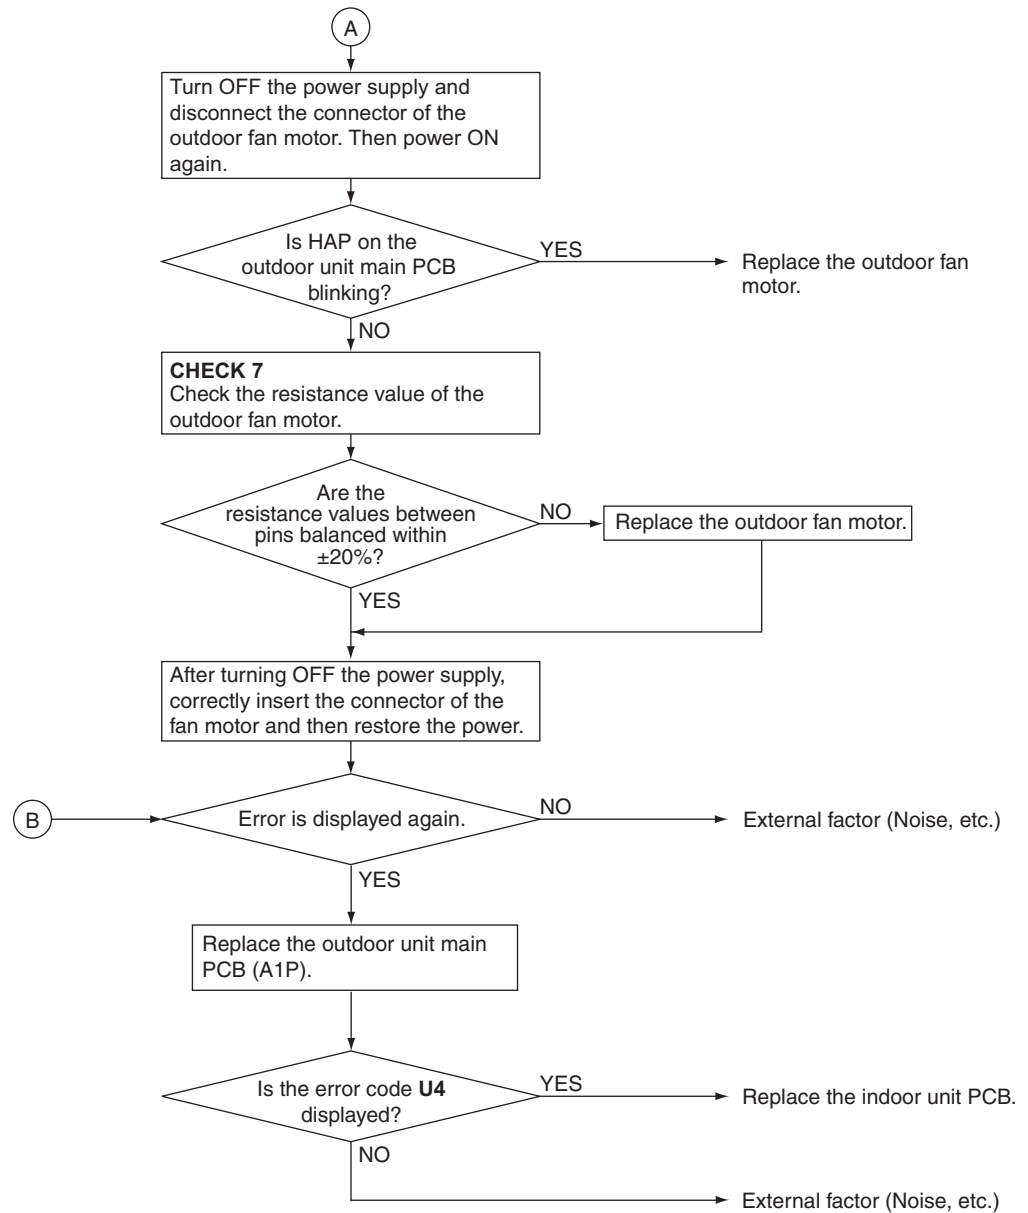 A
Turn OFF the power supply and
disconnect the connector of the
outdoor fan motor. Then power ON
again.
Is HAP on the
outdoor unit main PCB
blinking?
YES
Replace the outdoor fan
motor.
NO
CHECK 7
Check the resistance value of the
outdoor fan motor.
Are the
resistance values between
pins balanced within
±20%?
NO
Replace the outdoor fan motor.
YES
After turning OFF the power supply,
correctly insert the connector of the
fan motor and then restore the power.
B
Error is displayed again.
NO
External factor (Noise, etc.)
YES
Replace the outdoor unit main
PCB (A1P).
Is the error code U4
displayed?
YES
Replace the indoor unit PCB.
NO
External factor (Noise, etc.)